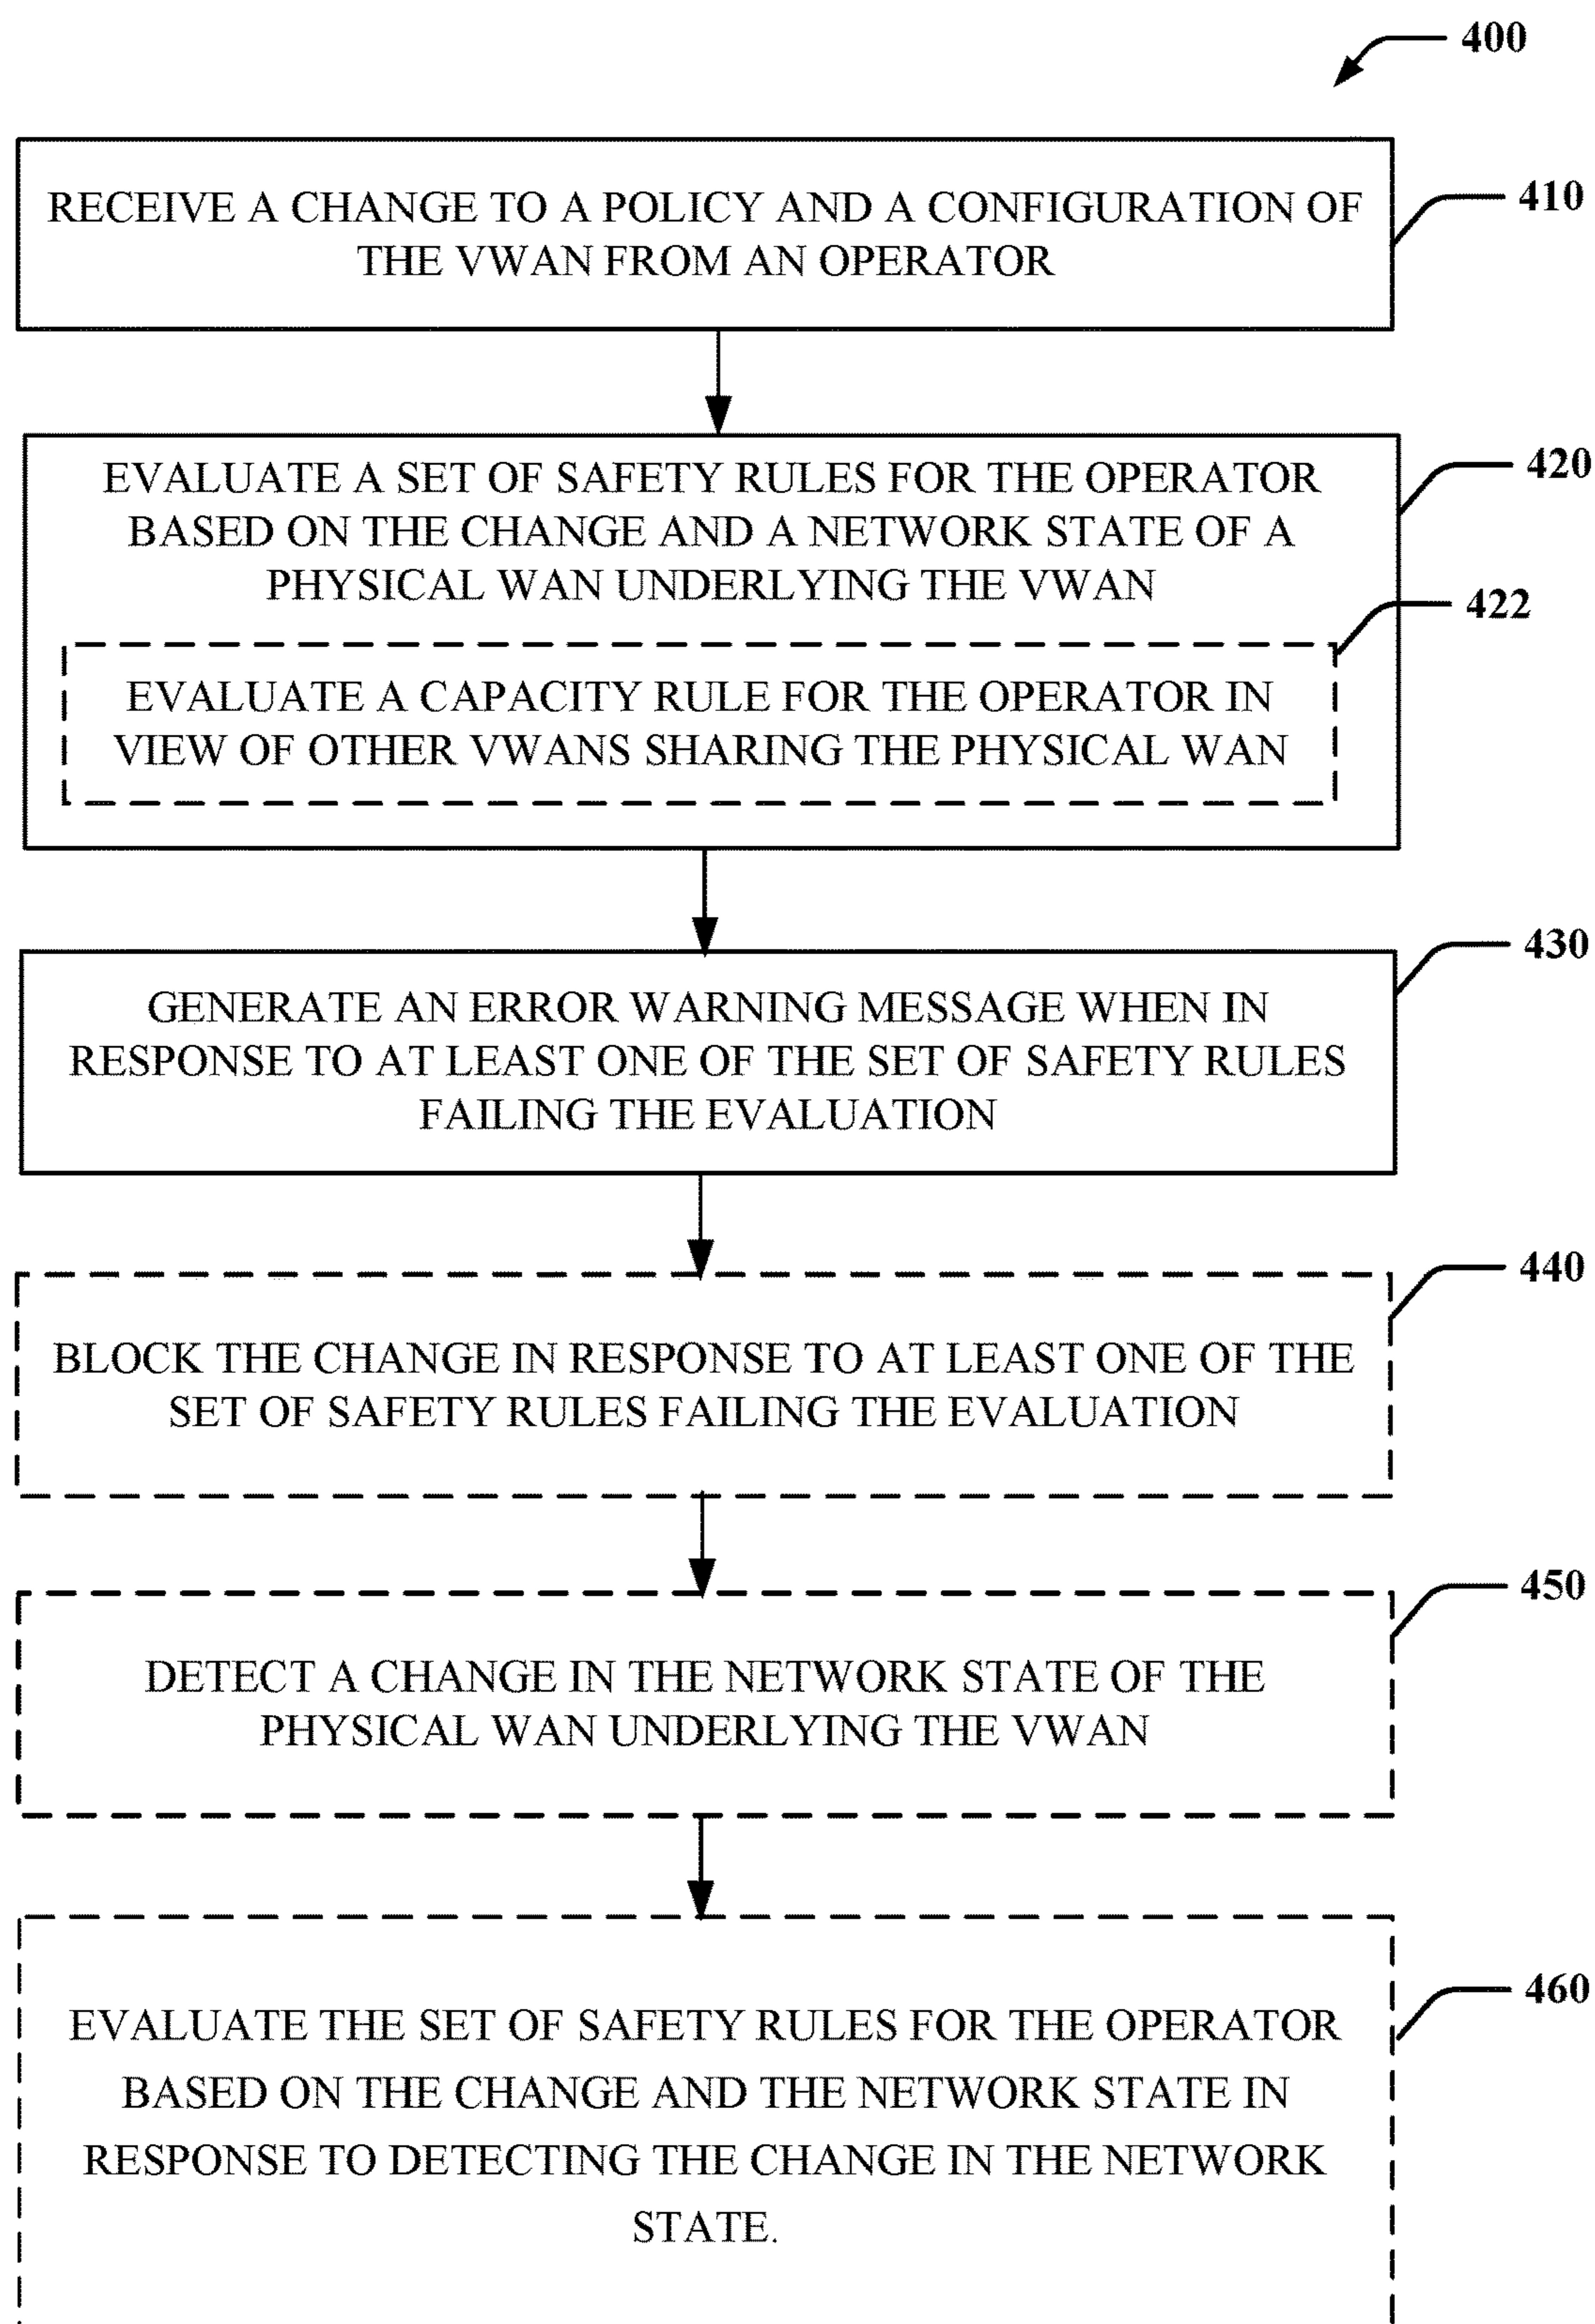 400
RECEIVE A CHANGE TO A POLICY AND A CONFIGURATION OF
THE VWAN FROM AN OPERATOR
410
EVALUATE A SET OF SAFETY RULES FOR THE OPERATOR
BASED ON THE CHANGE AND A NETWORK STATE OF A
PHYSICAL WAN UNDERLYING THE VWAN
420
422
EVALUATE A CAPACITY RULE FOR THE OPERATOR IN
VIEW OF OTHER VWANS SHARING THE PHYSICAL WAN
430
GENERATE AN ERROR WARNING MESSAGE WHEN IN
RESPONSE TO AT LEAST ONE OF THE SET OF SAFETY RULES
FAILING THE EVALUATION
440
BLOCK THE CHANGE IN RESPONSE TO AT LEAST ONE OF THE
SET OF SAFETY RULES FAILING THE EVALUATION
450
DETECT A CHANGE IN THE NETWORK STATE OF THE
PHYSICAL WAN UNDERLYING THE VWAN
460
EVALUATE THE SET OF SAFETY RULES FOR THE OPERATOR
BASED ON THE CHANGE AND THE NETWORK STATE IN
RESPONSE TO DETECTING THE CHANGE IN THE NETWORK
STATE.